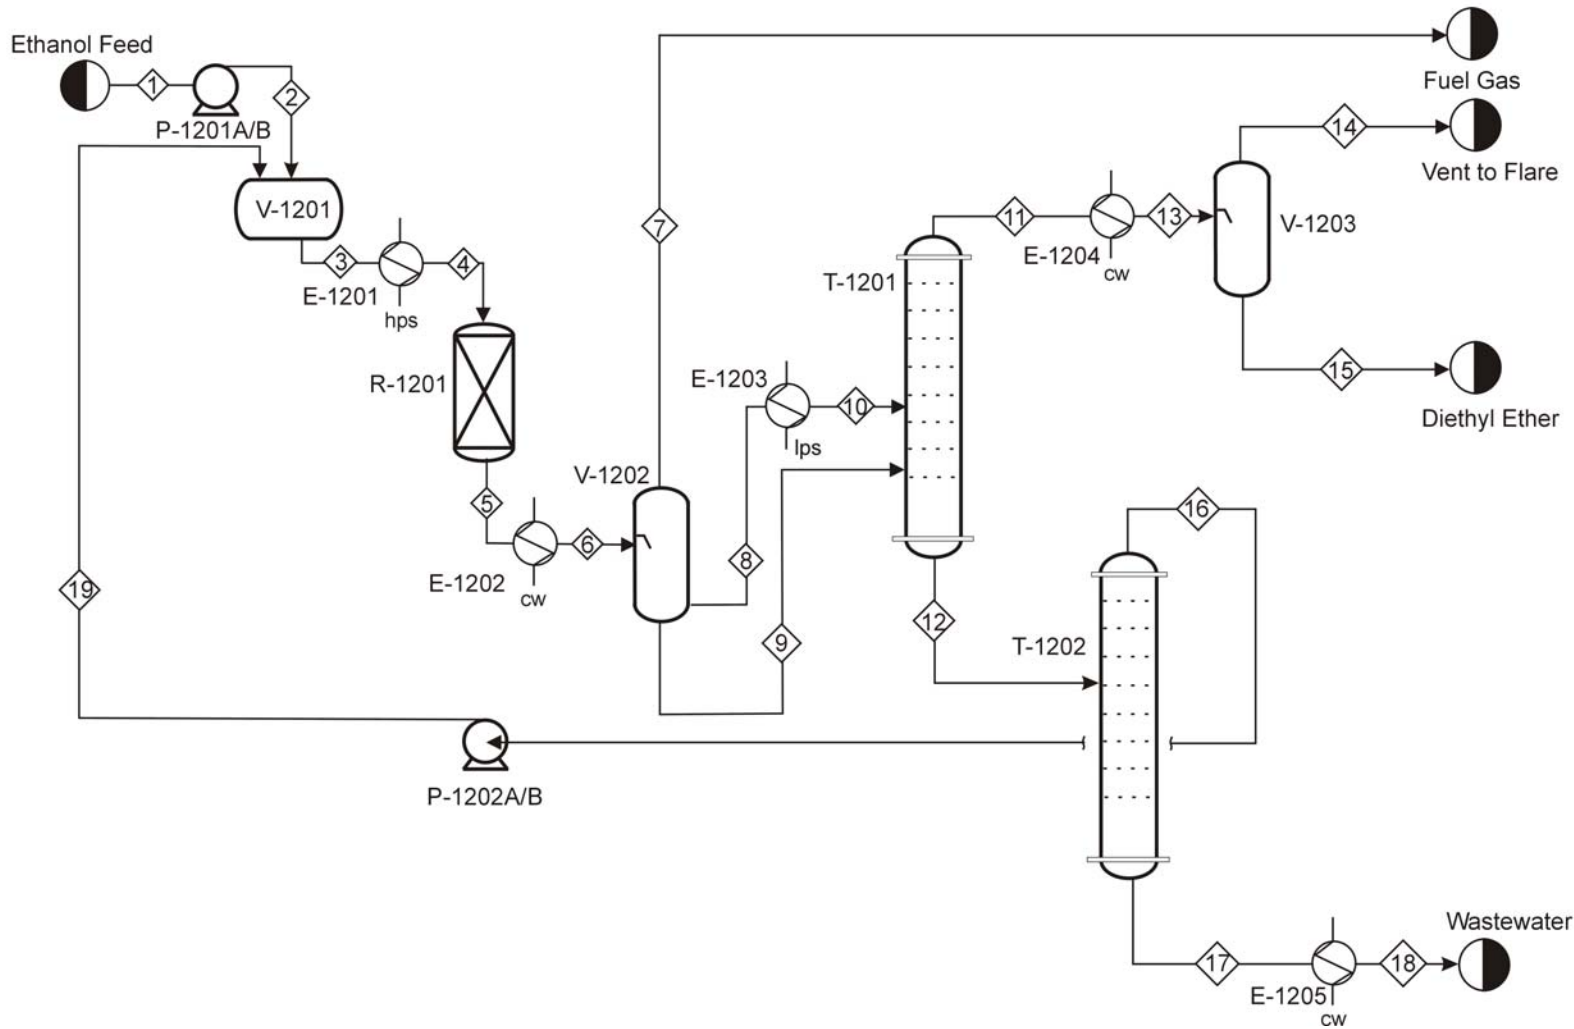 Ethanol Feed
1
2
P-1201A/B
Fuel Gas
14
Vent to Flare
V-1201
3
4
E-1201
hps
7
11
13
E-1204
cw
V-1203
T-1201
R-1201
E-1203
10
lps
15
Diethyl Ether
V-1202
5
6
E-1202
cw
8
16
19
9
12
T-1202
P-1202A/B
Wastewater
17
18
E-1205
cw